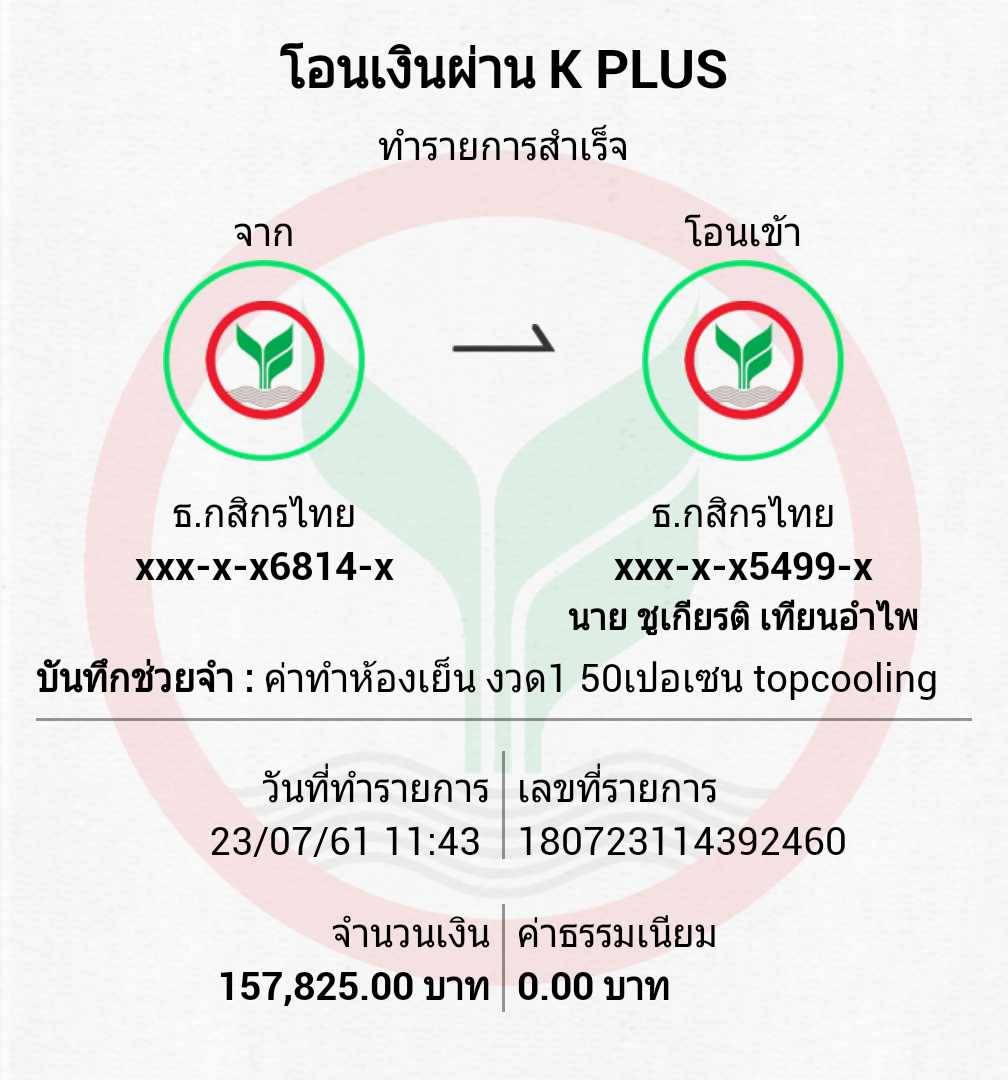 โอนเงินผ่าน K PLUS
ทำรายการสำเร็จ
จาก
โอนเข้า
ธ.กสิกรไทย
xxx-x-x6814-x
ธ.กสิกรไทย
xxx-x-x5499-x
นาย ชูเกียรติ เทียนอำไพ
บันทึกช่วยจำ : ค่าทำห้องเย็น งวด1 50เปอเซน topcooling
วันที่ทำรายการ
23/07/61 11:43
เลขที่รายการ
180723114392460
จำนวนเงิน
157,825.00 บาท
ค่าธรรมเนียม
0.00 บาท